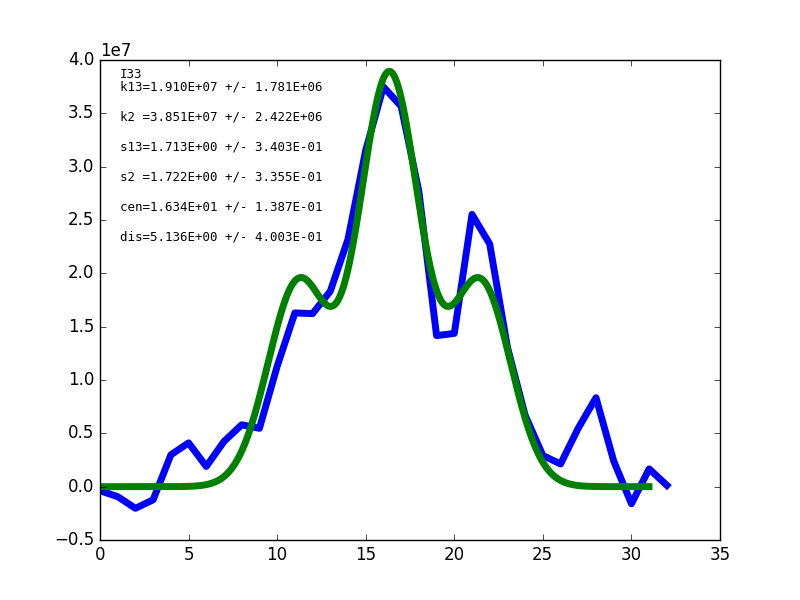 1e7
4.0
3.5
3.0
2.5
2.0
1.5
1.0
0.5
0.0
−0.5
I33
k13=1.910E+07 +/- 1.781E+06
k2 =3.851E+07 +/- 2.422E+06
s13=1.713E+00 +/- 3.403E-01
s2 =1.722E+00 +/- 3.355E-01
cen=1.634E+01 +/- 1.387E-01
dis=5.136E+00 +/- 4.003E-01
0 5 10 15 20 25 30 35